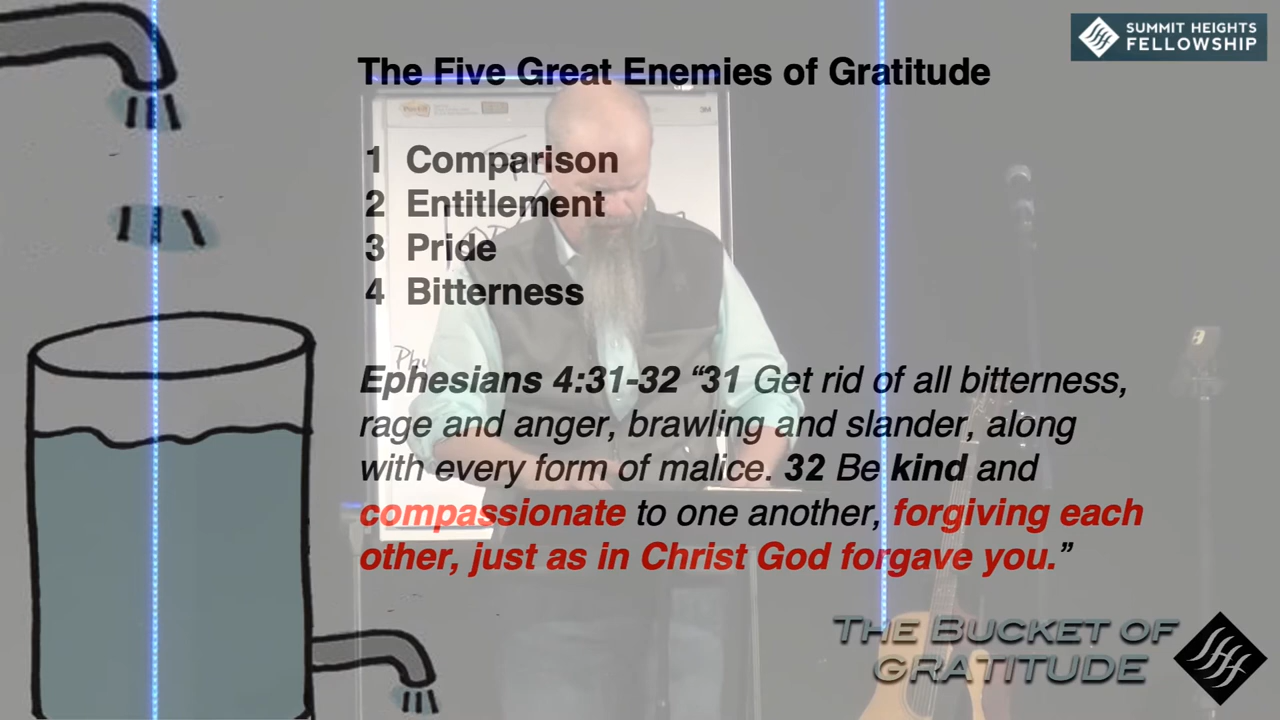 SUMMIT HEIGHTS
FELLOWSHIP
The Five Great Enemies of Gratitude
1 Comparison
2 Entitlement
3 Pride
4 Bitterness
Ephesians 4:31-32 “31 Get rid of all bitterness,
rage and anger, brawling and slander, along
with every form of malice. 32 Be kind and
compassionate to one another, forgiving each
other, just as in Christ God forgave you.”
THE BUCKET OF
GRATITUDE